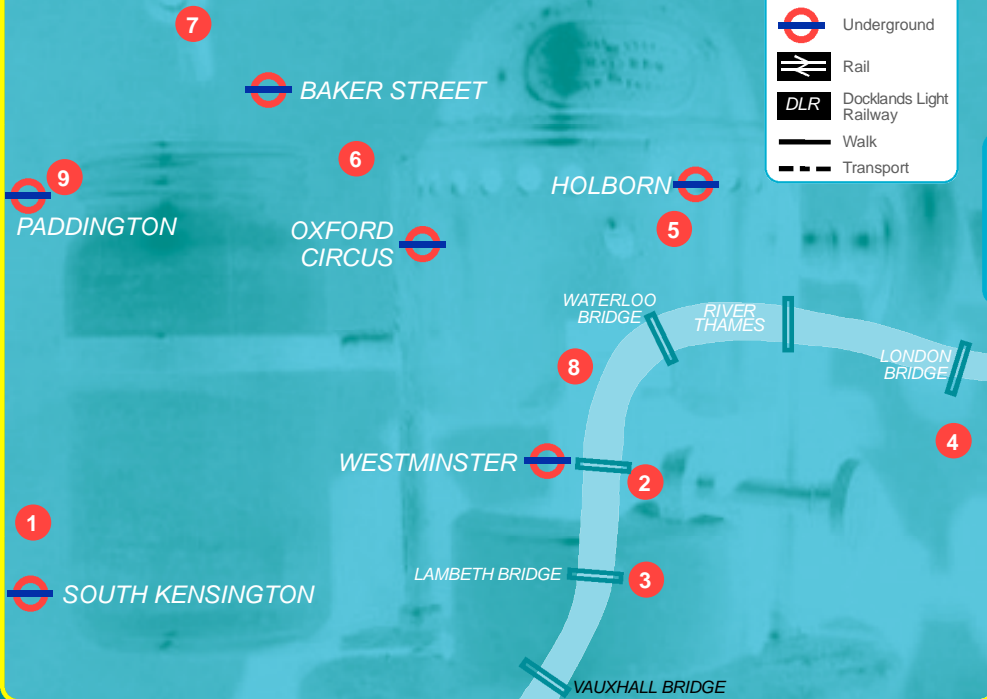 7
Underground
BAKER STREET
Rail
DLR
Docklands Light
Railway
Walk
6
Transport
9
HOLBORN
PADDINGTON
OXFORD
CIRCUS
5
WATERLOO
BRIDGE
RIVER
THAMES
LONDON
BRIDGE
8
4
WESTMINSTER
2
1
LAMBETH BRIDGE
3
SOUTH KENSINGTON
VAUXHALL BRIDGE